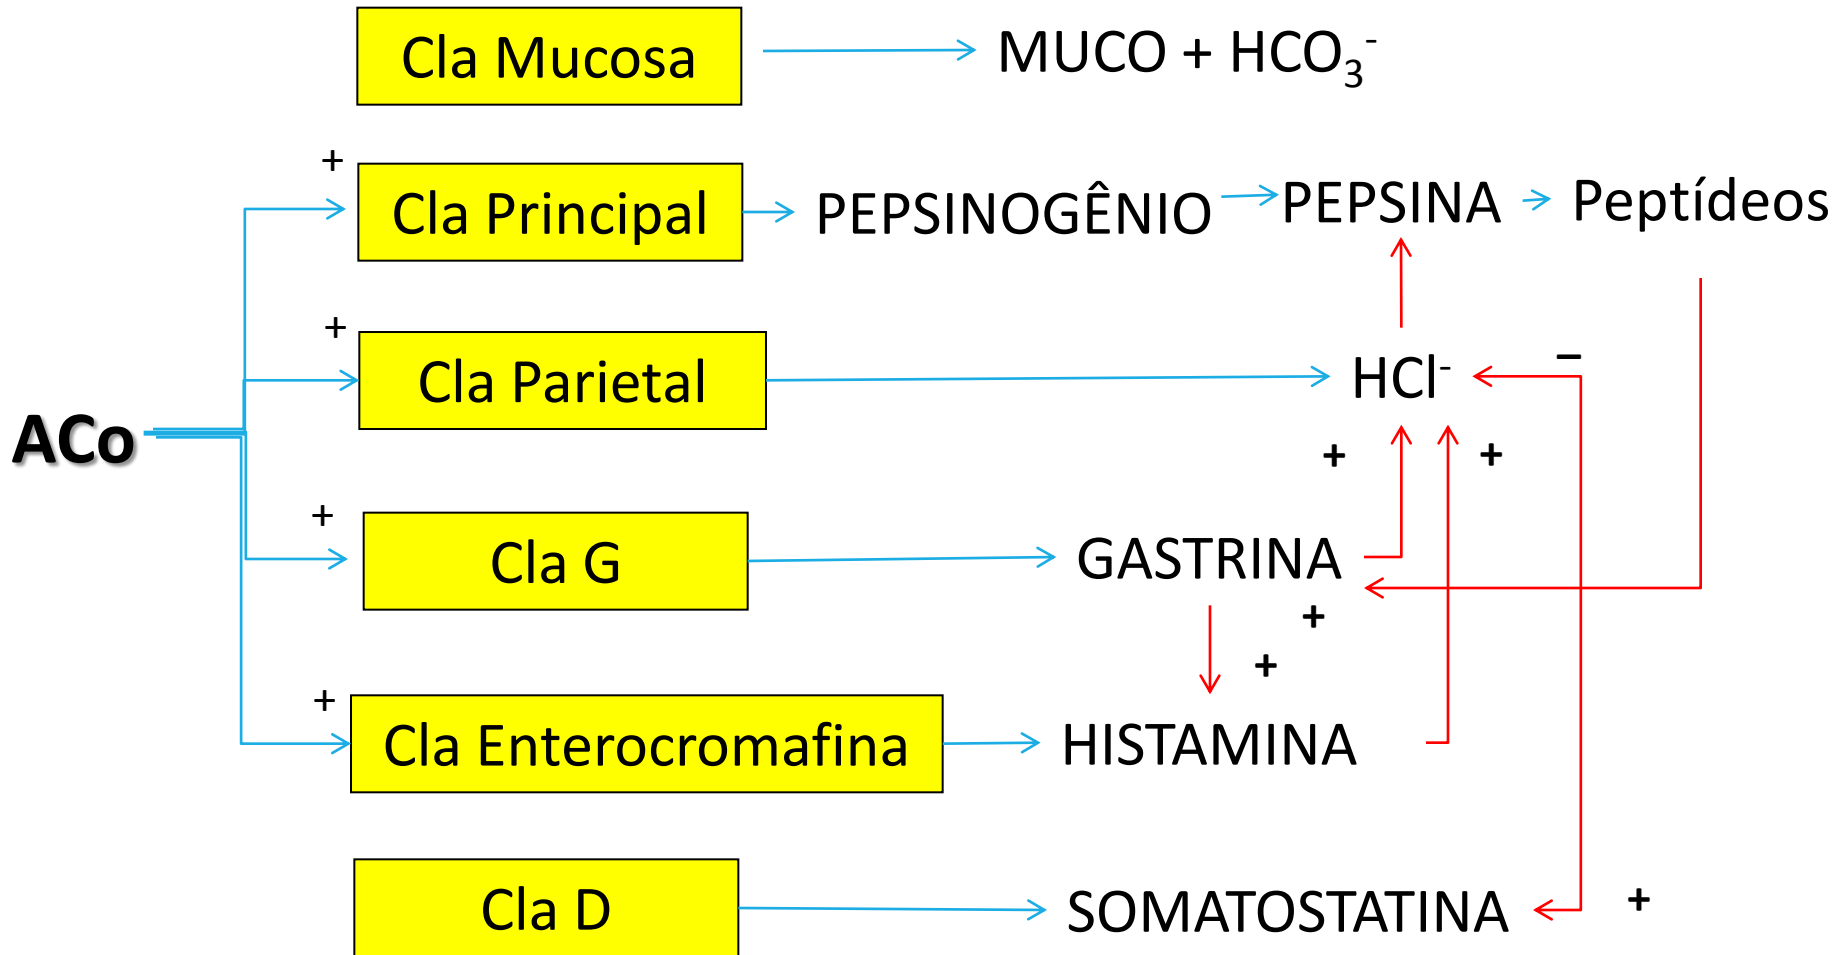 Cla Mucosa
MUCO + HCO₃⁻
+
Cla Principal
PEPSINOGÊNIO
PEPSINA
Peptídeos
+
Cla Parietal
HCl⁻
–
ACo
+
+
+
Cla G
GASTRINA
+
+
+
Cla Enterocromafina
HISTAMINA
Cla D
SOMATOSTATINA
+